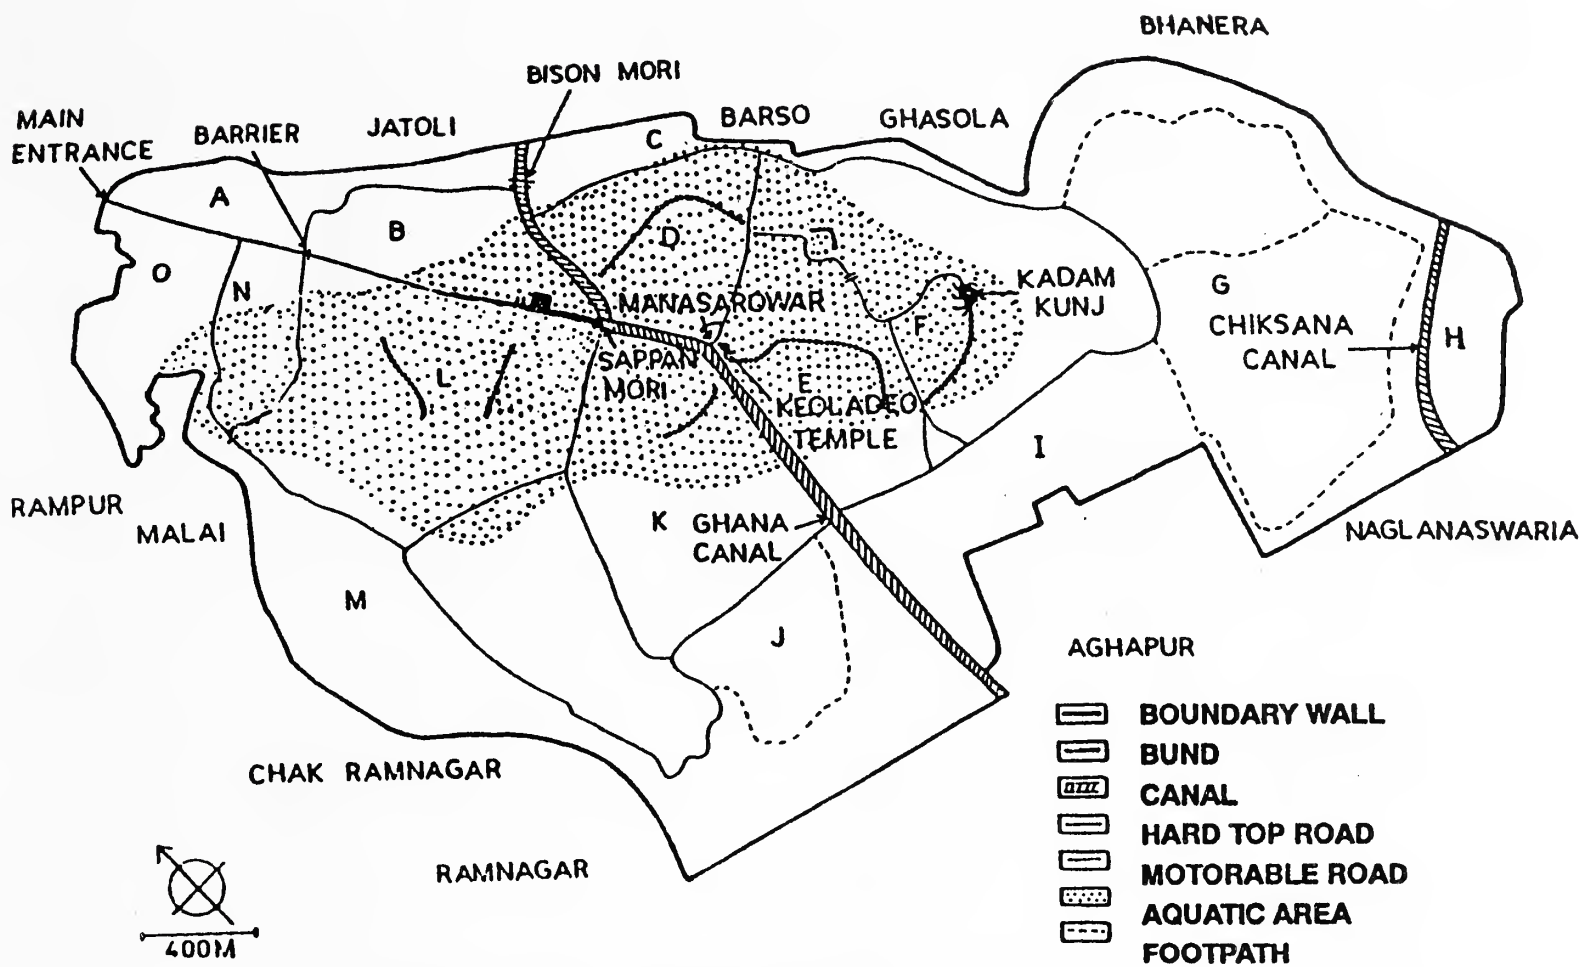 BHANERA
BISON MORI
MAIN
ENTRANCE
BARRIER
JATOLI
C
BARSO
GHASOLA
A
B
D
O
N
MANASAROWAR
KADAM
KUNJ
G
F
CHIKSANA
CANAL
H
SAPPAN
MORI
L
E
KEOLADEO
TEMPLE
I
RAMPUR
MALAI
K
GHANA
CANAL
NAGLANASWARIA
M
J
AGHAPUR
CHAK RAMNAGAR
RAMNAGAR
400M
BOUNDARY WALL
BUND
CANAL
HARD TOP ROAD
MOTORABLE ROAD
AQUATIC AREA
FOOTPATH